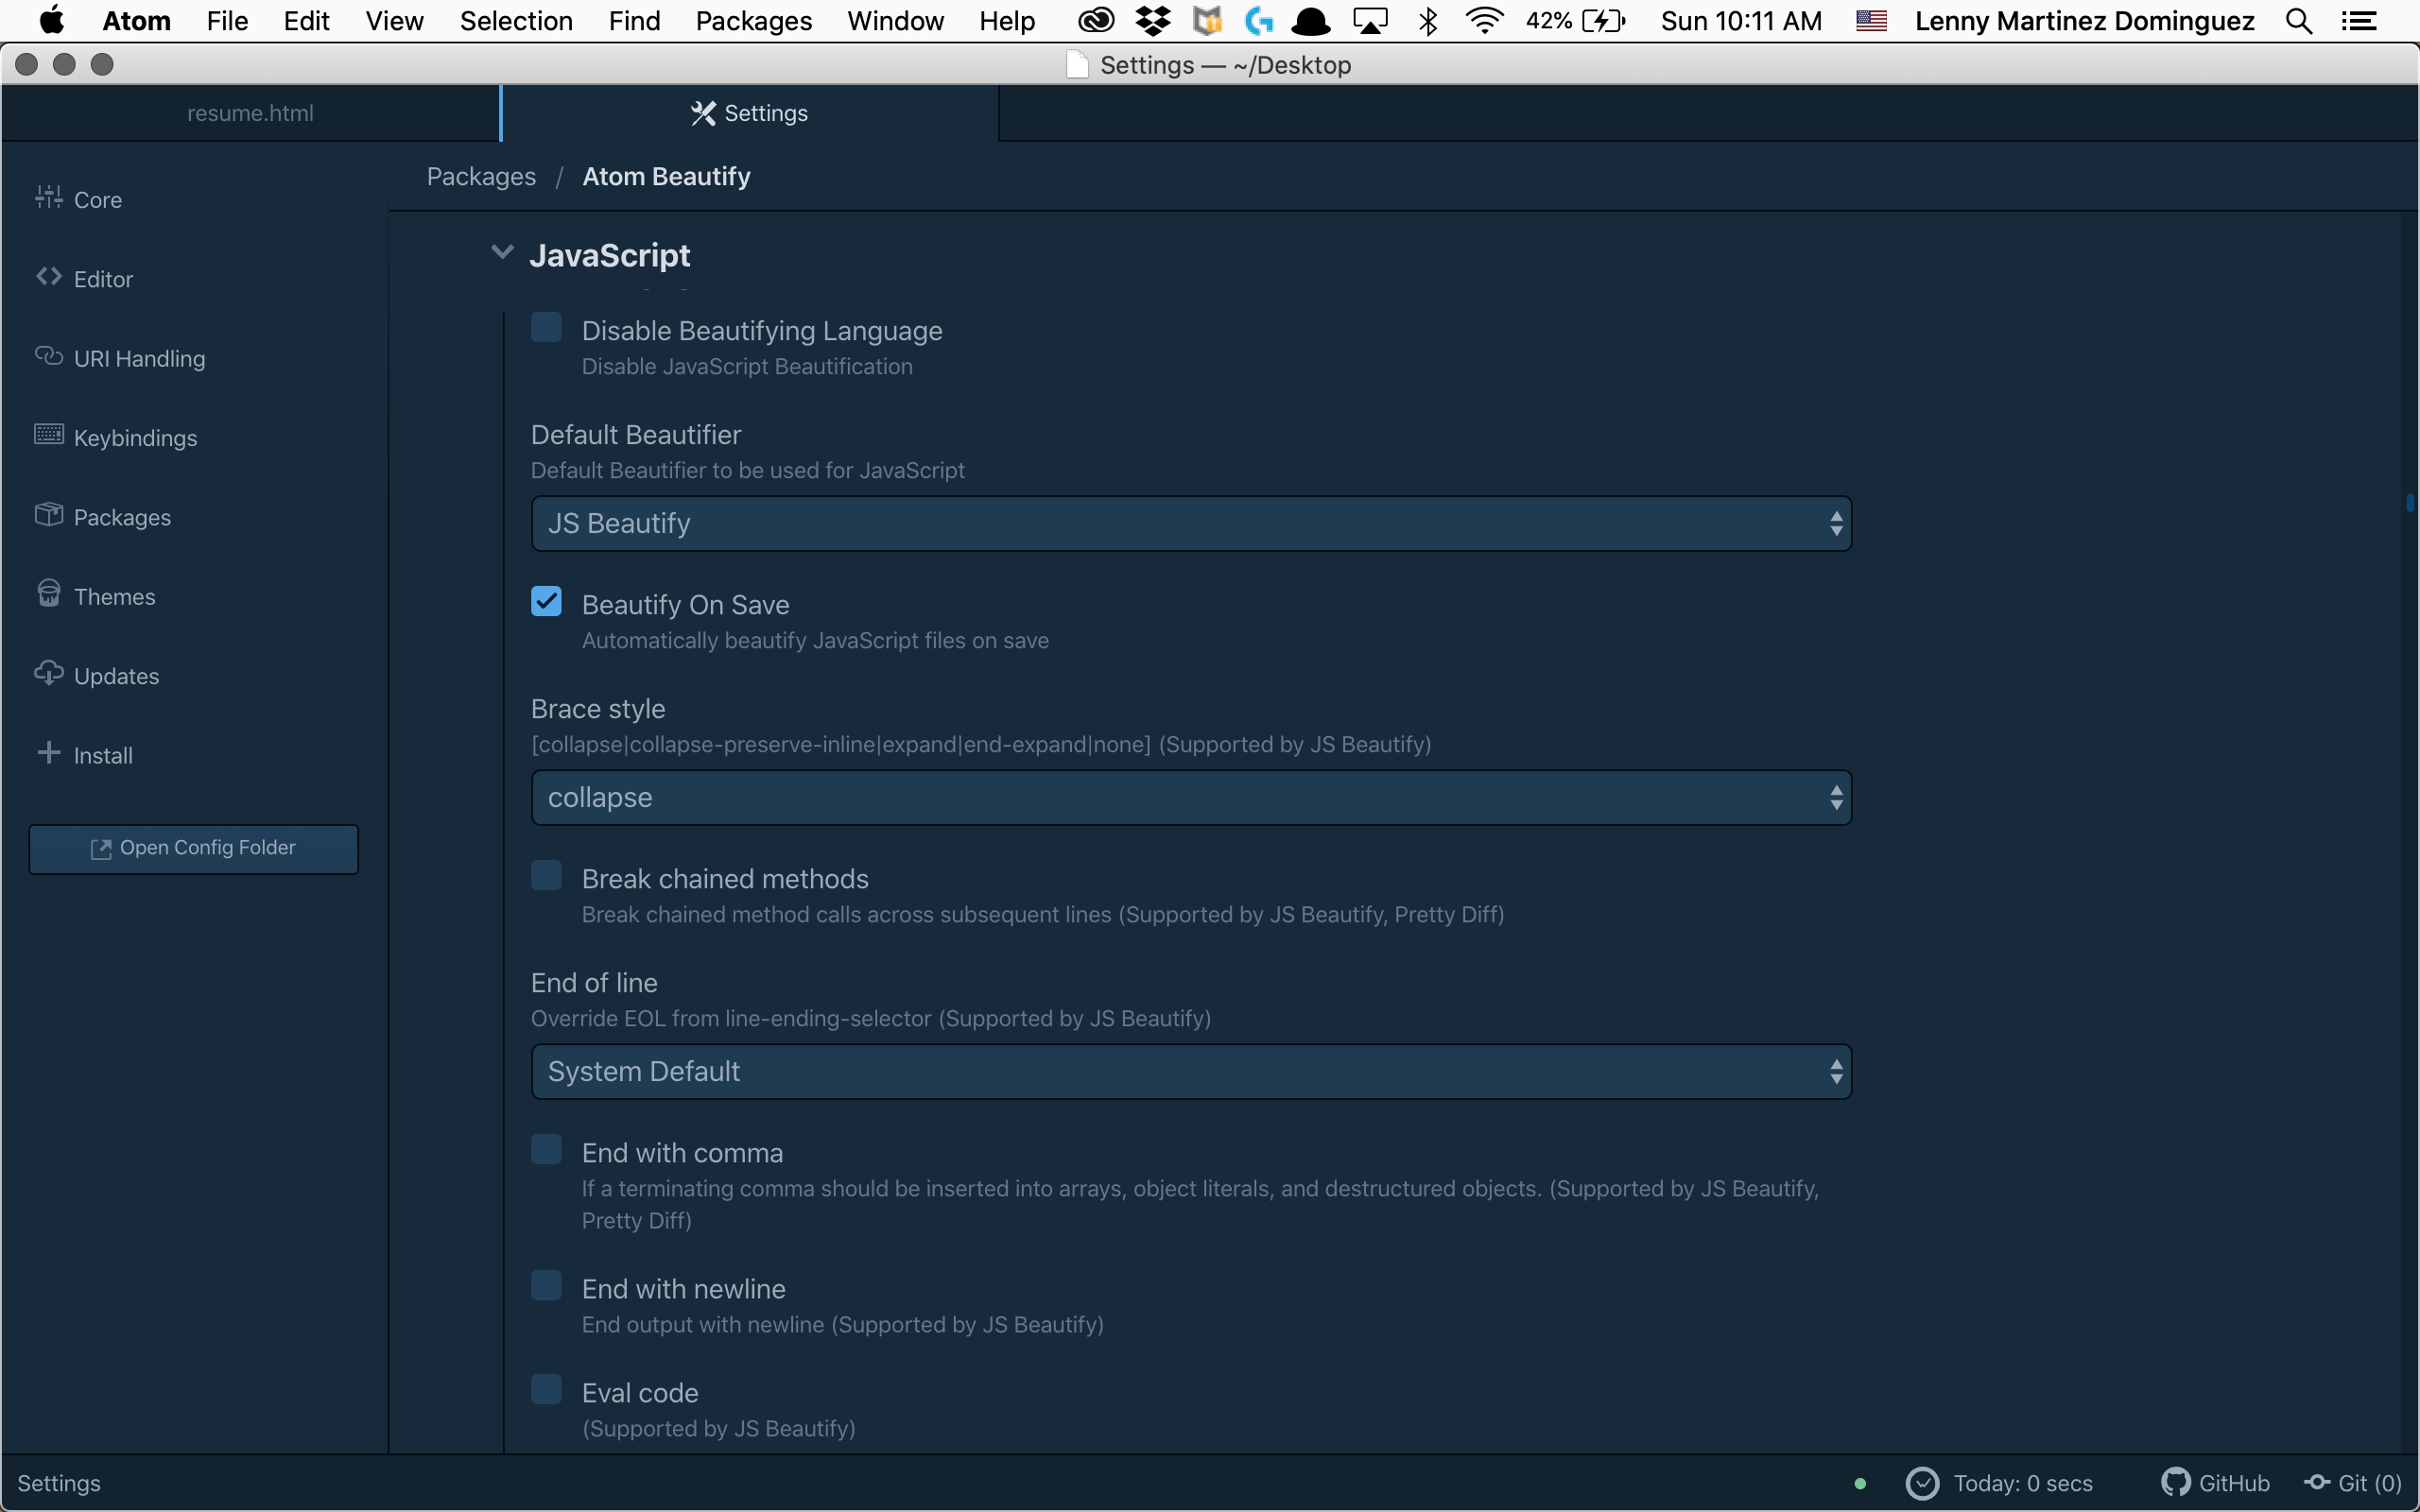 Atom File Edit View Selection Find Packages Window Help 42% Sun 10:11 AM Lenny Martinez Dominguez
Settings — ~/Desktop
resume.html
Settings
Core
Editor
URI Handling
Keybindings
Packages
Themes
Updates
Install
Open Config Folder
Packages / Atom Beautify
JavaScript
Disable Beautifying Language
Disable JavaScript Beautification
Default Beautifier
Default Beautifier to be used for JavaScript
JS Beautify
Beautify On Save
Automatically beautify JavaScript files on save
Brace style
[collapse|collapse-preserve-inline|expand|end-expand|none] (Supported by JS Beautify)
collapse
Break chained methods
Break chained method calls across subsequent lines (Supported by JS Beautify, Pretty Diff)
End of line
Override EOL from line-ending-selector (Supported by JS Beautify)
System Default
End with comma
If a terminating comma should be inserted into arrays, object literals, and destructured objects. (Supported by JS Beautify,
Pretty Diff)
End with newline
End output with newline (Supported by JS Beautify)
Eval code
(Supported by JS Beautify)
Settings
Today: 0 secs
GitHub
Git (0)